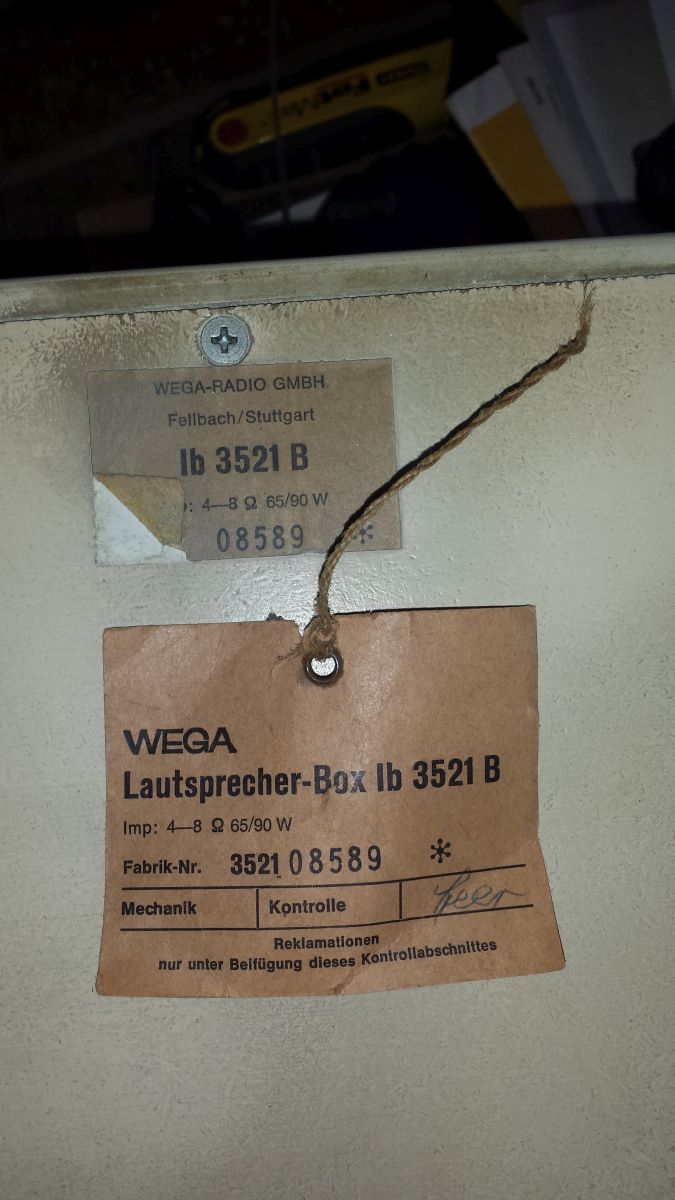 WEGA-RADIO GMBH
Fellbach/Stuttgart
lb 3521 B
4—8 Ω 65/90 W
08589 *
WEGA
Lautsprecher-Box lb 3521 B
Imp: 4—8 Ω 65/90 W
Fabrik-Nr. 3521 08589 *
Mechanik Kontrolle
Reklamationen
nur unter Beifügung dieses Kontrollabschnittes